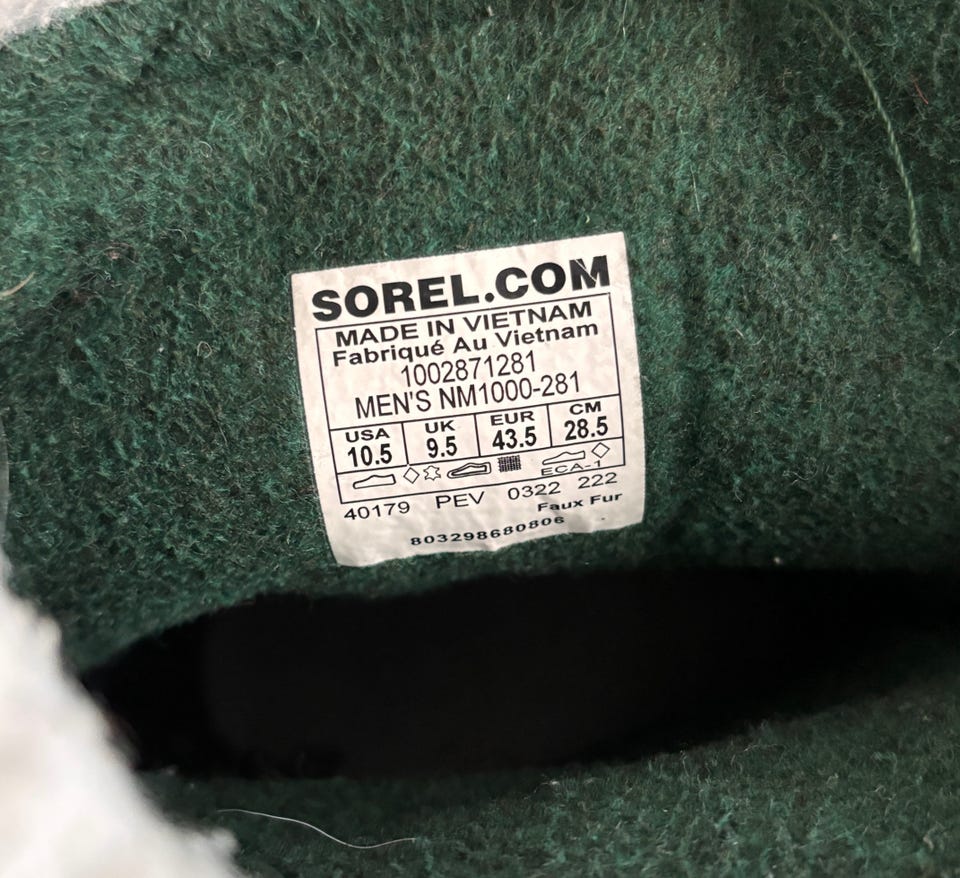 SOREL.COM
MADE IN VIETNAM
Fabriqué Au Vietnam
1002871281
MEN'S NM1000-281
USA UK EUR CM
10.5 9.5 43.5 28.5
ECA-1
40179 PEV 0322 222
Faux Fur
803298680806